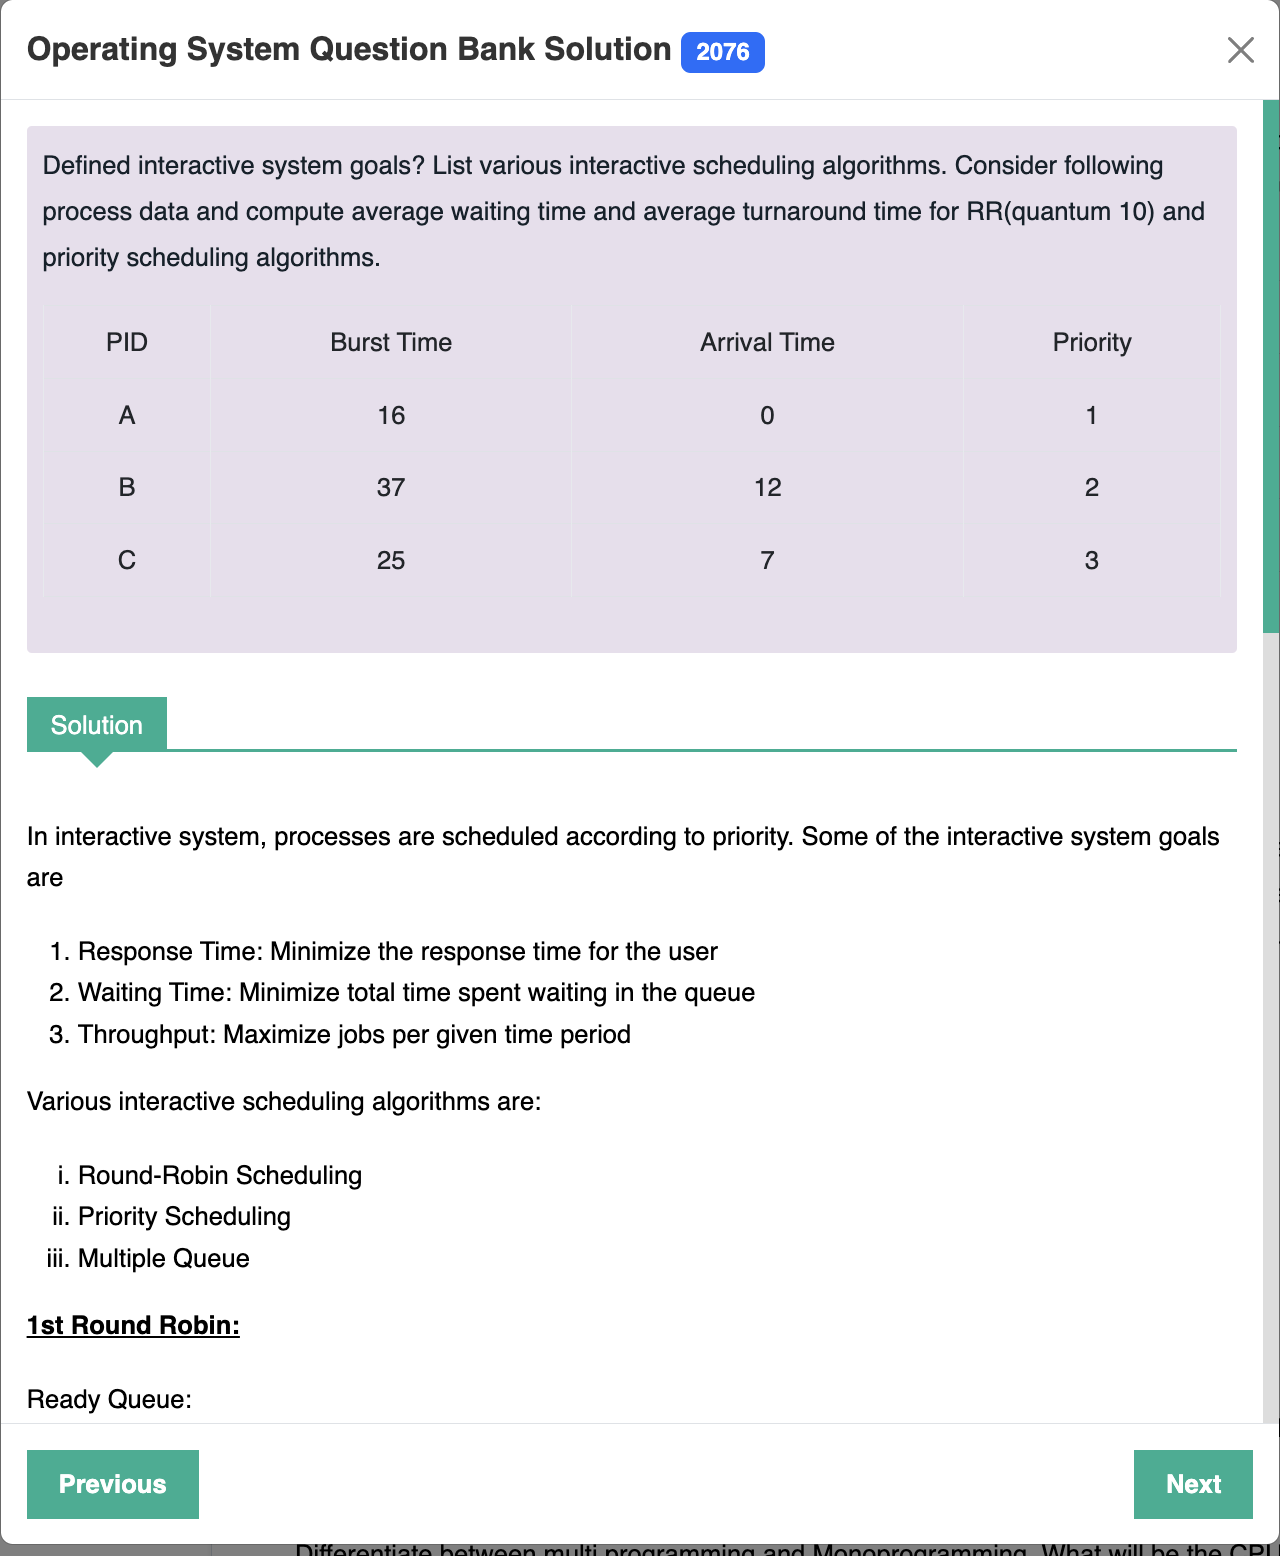 Operating System Question Bank Solution 2076
Defined interactive system goals? List various interactive scheduling algorithms. Consider following
process data and compute average waiting time and average turnaround time for RR(quantum 10) and
priority scheduling algorithms.
PID Burst Time Arrival Time Priority
A 16 0 1
B 37 12 2
C 25 7 3
Solution
In interactive system, processes are scheduled according to priority. Some of the interactive system goals
are
1. Response Time: Minimize the response time for the user
2. Waiting Time: Minimize total time spent waiting in the queue
3. Throughput: Maximize jobs per given time period
Various interactive scheduling algorithms are:
i. Round-Robin Scheduling
ii. Priority Scheduling
iii. Multiple Queue
1st Round Robin:
Ready Queue:
Previous Next
Differentiate between multi programming and Monoprogramming. What will be the CPU